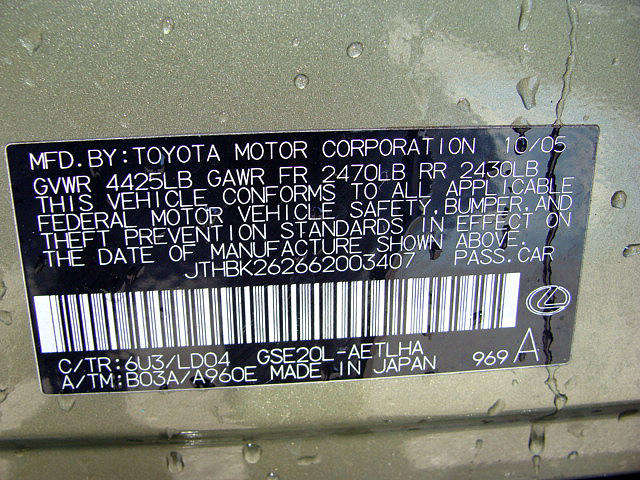 MFD.BY:TOYOTA MOTOR CORPORATION 10/05
GVWR 4425LB GAWR FR 2470LB RR 2430LB
THIS VEHICLE CONFORMS TO ALL APPLICABLE
FEDERAL MOTOR VEHICLE SAFETY,BUMPER,AND
THEFT PREVENTION STANDARDS IN EFFECT ON
THE DATE OF MANUFACTURE SHOWN ABOVE.
JTHBK262662003407 PASS.CAR
C/TR:6U3/LD04 GSE20L-AETLHA
A/TM:B03A/A960E MADE IN JAPAN 969 A